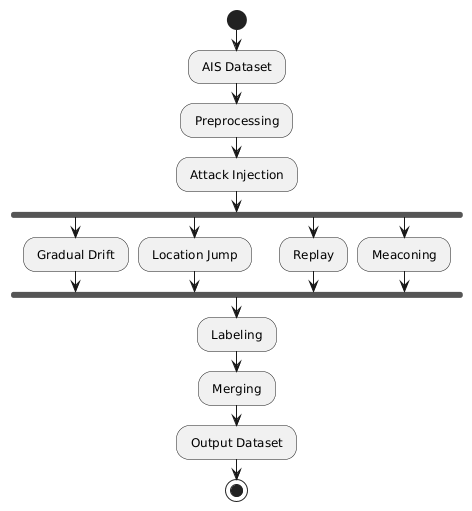 AIS Dataset
Preprocessing
Attack Injection
Gradual Drift
Location Jump
Replay
Meaconing
Labeling
Merging
Output Dataset